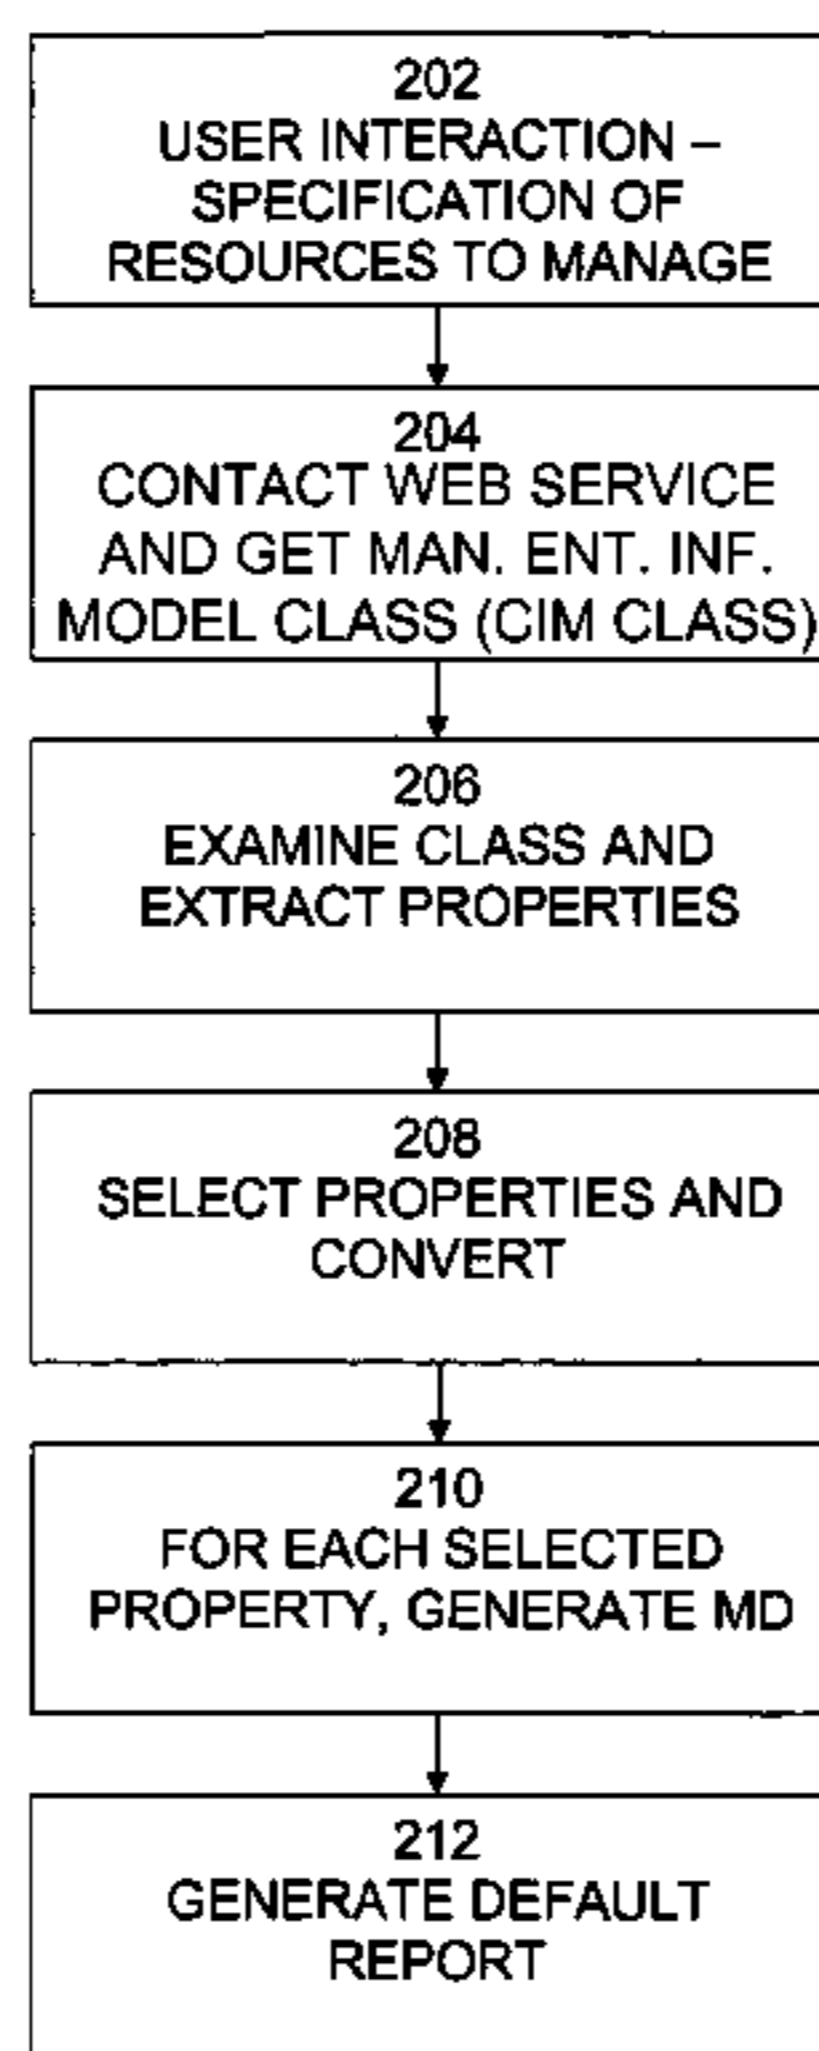 202
USER INTERACTION –
SPECIFICATION OF
RESOURCES TO MANAGE
204
CONTACT WEB SERVICE
AND GET MAN. ENT. INF.
MODEL CLASS (CIM CLASS)
206
EXAMINE CLASS AND
EXTRACT PROPERTIES
208
SELECT PROPERTIES AND
CONVERT
210
FOR EACH SELECTED
PROPERTY, GENERATE MD
212
GENERATE DEFAULT
REPORT